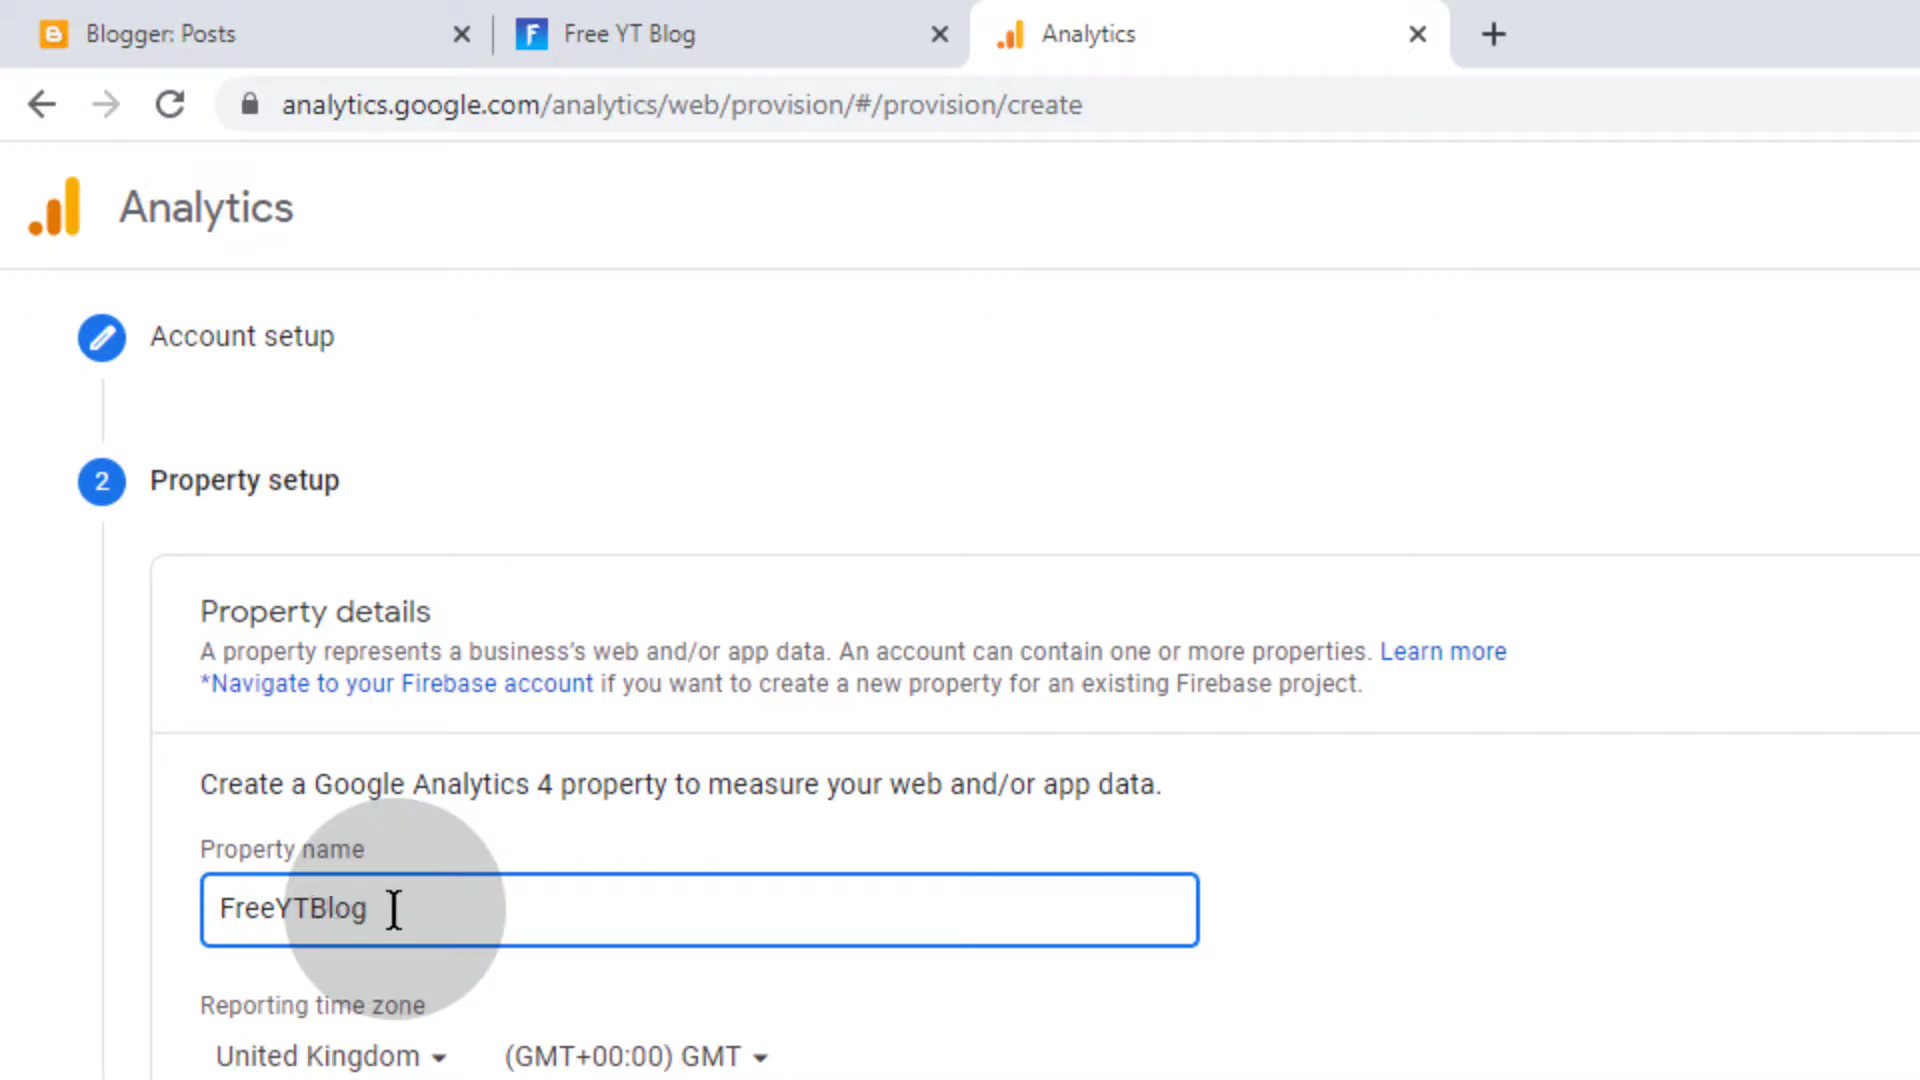 Blogger: Posts
Free YT Blog
Analytics
analytics.google.com/analytics/web/provision/#/provision/create
Analytics
Account setup
2 Property setup
Property details
A property represents a business's web and/or app data. An account can contain one or more properties. Learn more
*Navigate to your Firebase account if you want to create a new property for an existing Firebase project.
Create a Google Analytics 4 property to measure your web and/or app data.
Property name
FreeYTBlog
Reporting time zone
United Kingdom (GMT+00:00) GMT